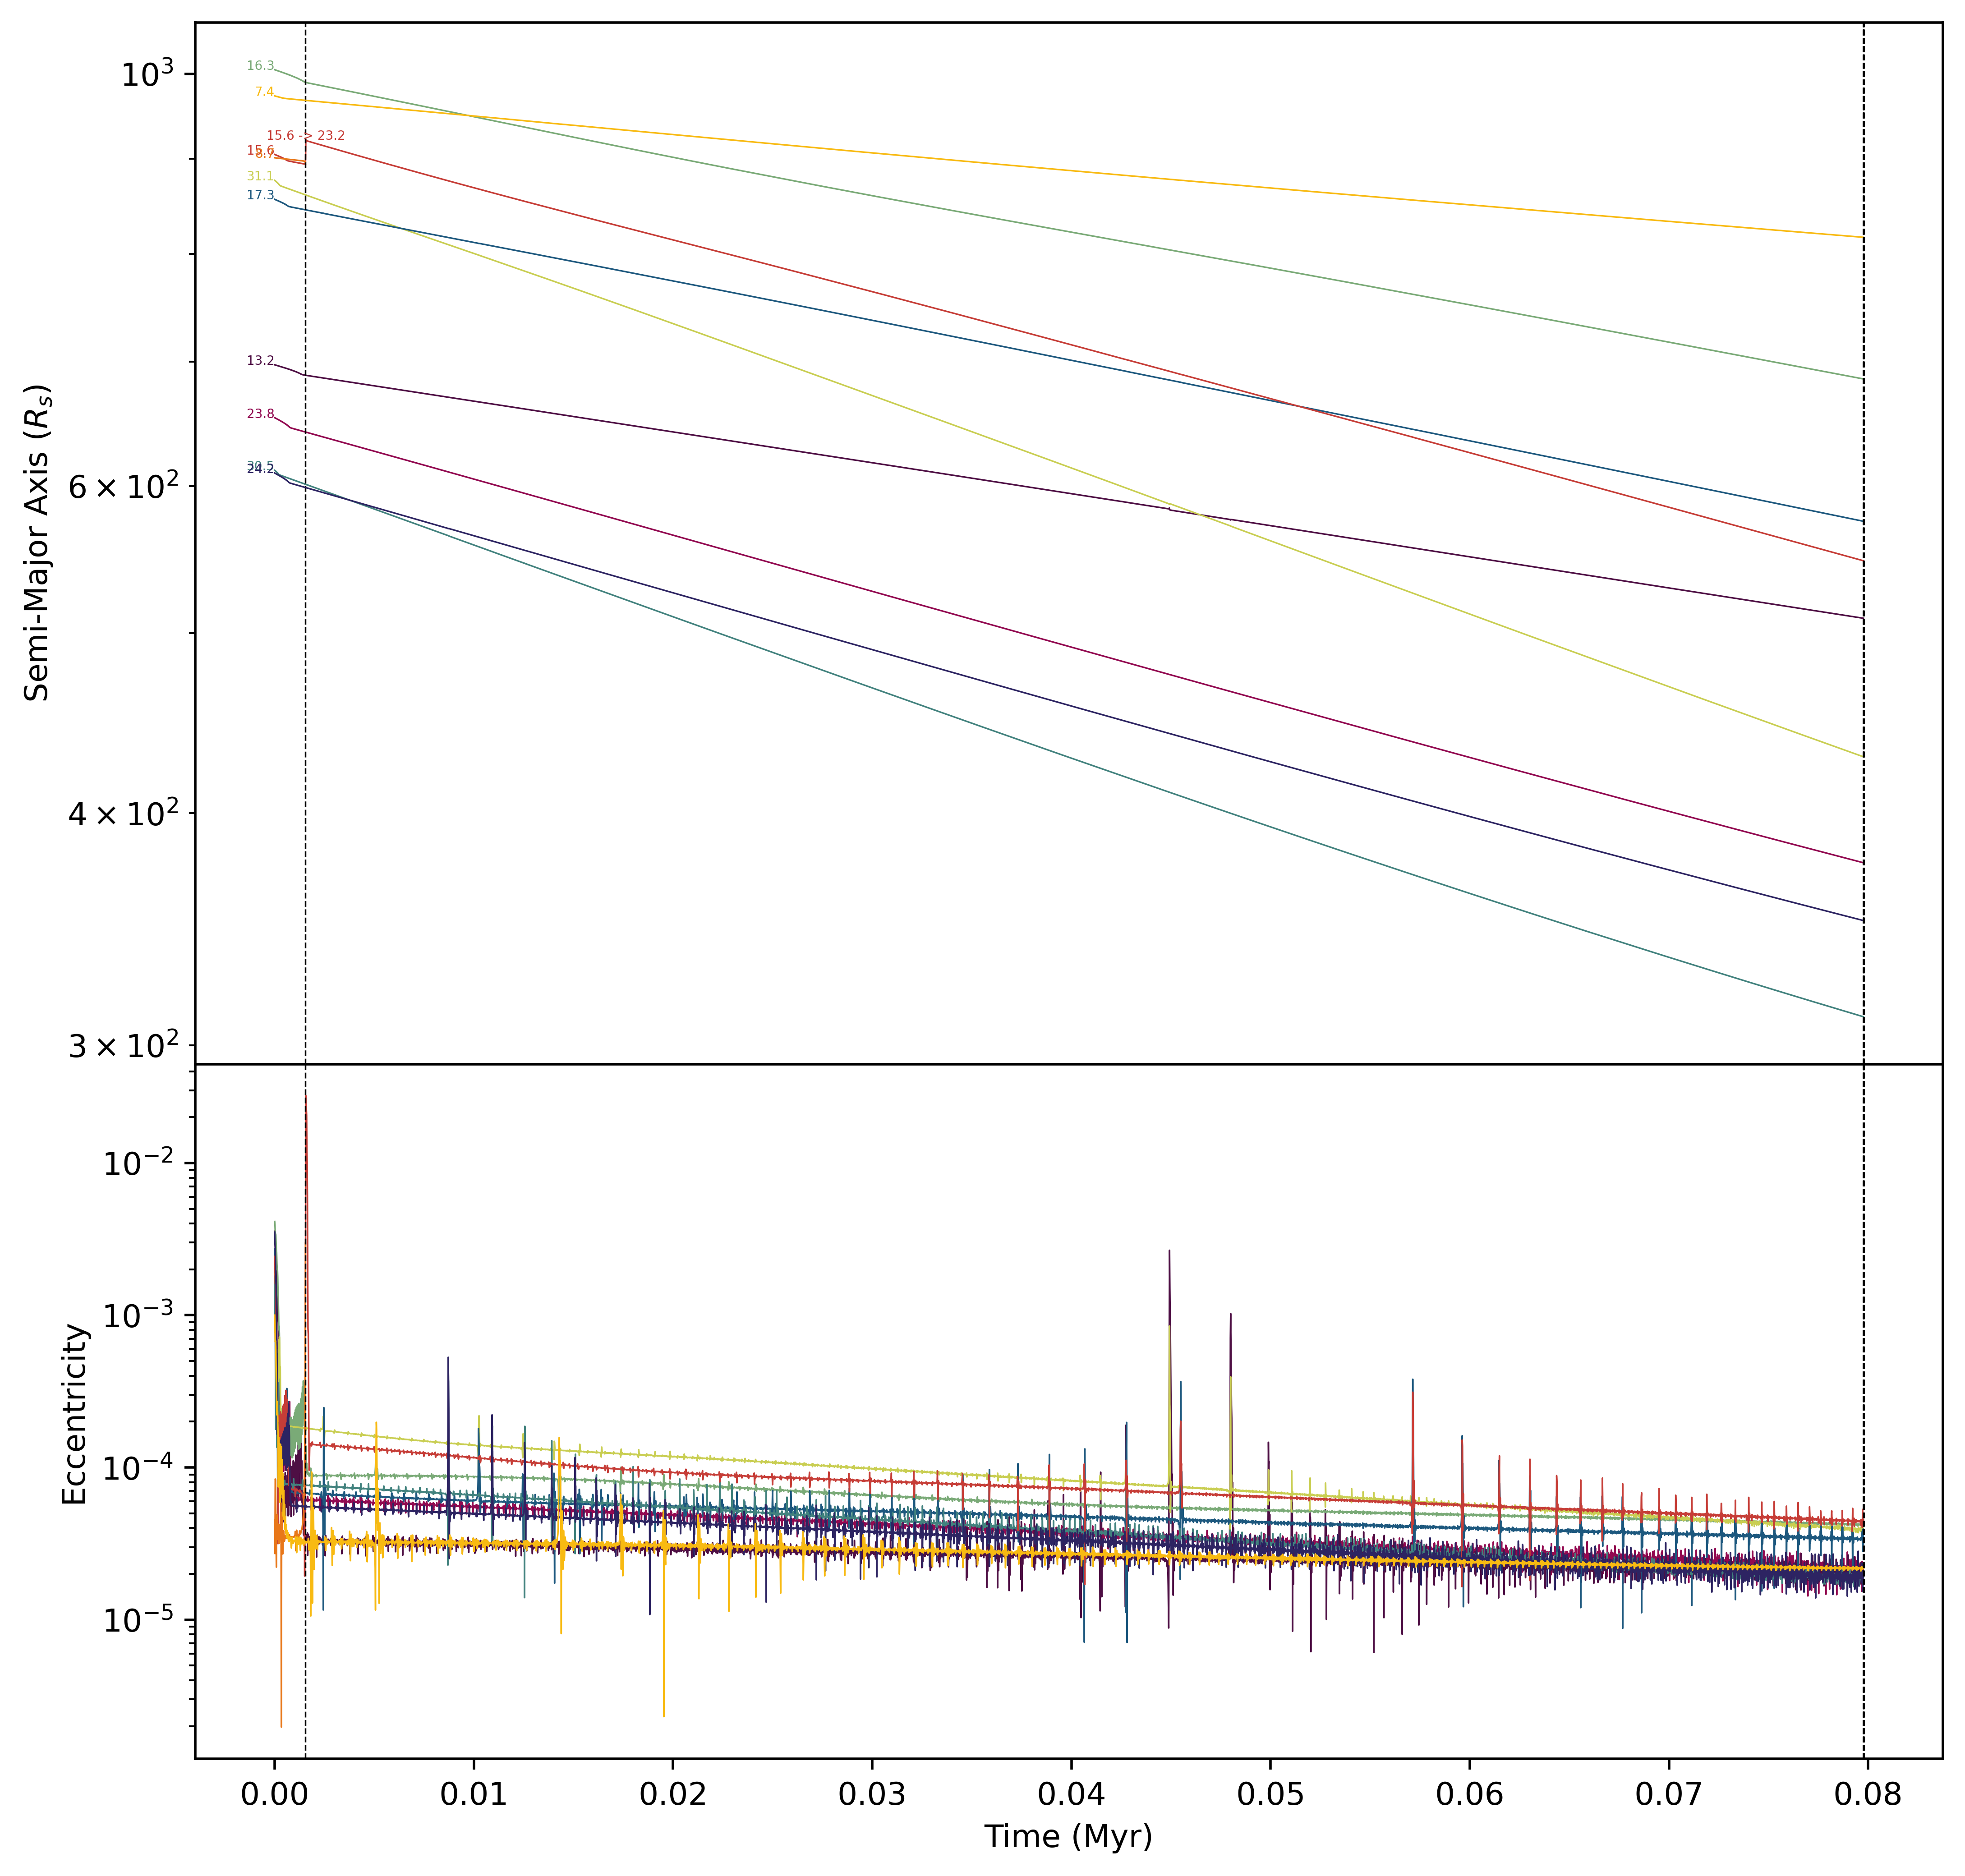 10^3
6 × 10^2
4 × 10^2
3 × 10^2
Semi-Major Axis (R_s)
16.3
7.4
15.6 -> 23.2
15.6
31.1
17.3
13.2
23.8
24.2
10^-2
10^-3
10^-4
10^-5
Eccentricity
0.00 0.01 0.02 0.03 0.04 0.05 0.06 0.07 0.08
Time (Myr)